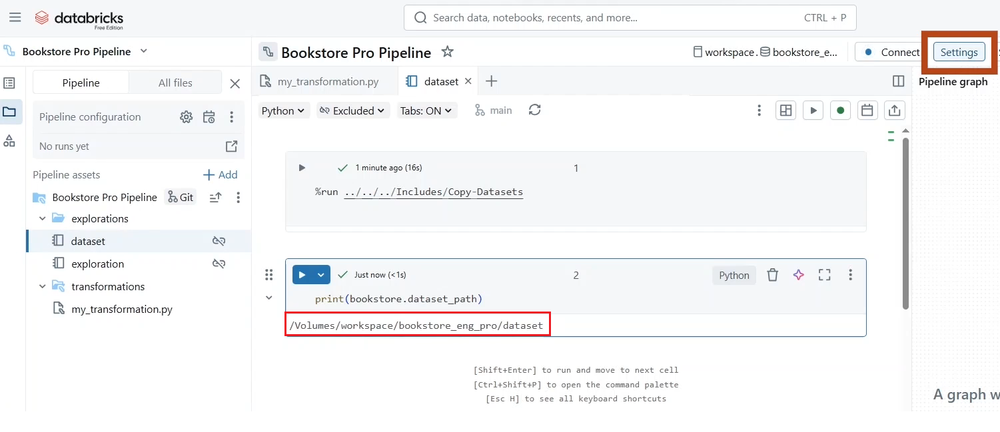 databricks
Free Edition
Search data, notebooks, recents, and more...
CTRL + P
Bookstore Pro Pipeline
Bookstore Pro Pipeline
workspace.
bookstore_e...
Connect
Settings
Pipeline
All files
my_transformation.py
dataset
Pipeline graph
Python
Excluded
Tabs: ON
main
Pipeline configuration
No runs yet
Pipeline assets
Add
Bookstore Pro Pipeline
Git
explorations
dataset
exploration
transformations
my_transformation.py
1 minute ago (16s)
1
%run ../../../Includes/Copy-Datasets
Just now (<1s)
2
Python
print(bookstore.dataset_path)
/Volumes/workspace/bookstore_eng_pro/dataset
[Shift+Enter] to run and move to next cell
[Ctrl+Shift+P] to open the command palette
[Esc H] to see all keyboard shortcuts
A graph